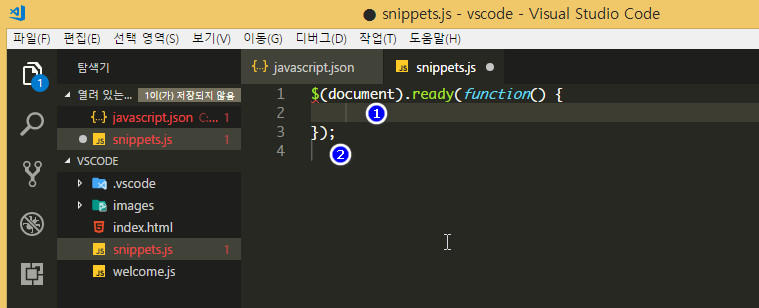 ● snippets.js - vscode - Visual Studio Code
파일(F) 편집(E) 선택 영역(S) 보기(V) 이동(G) 디버그(D) 작업(T) 도움말(H)
탐색기
javascript.json
snippets.js ●
1
열려 있는... 1이(가) 저장되지 않음
javascript.json C:... 1
● JS snippets.js 1
VSCODE
.vscode
images
index.html
JS snippets.js 1
JS welcome.js
1 $(document).ready(function() {
2 1
3 });
4 2